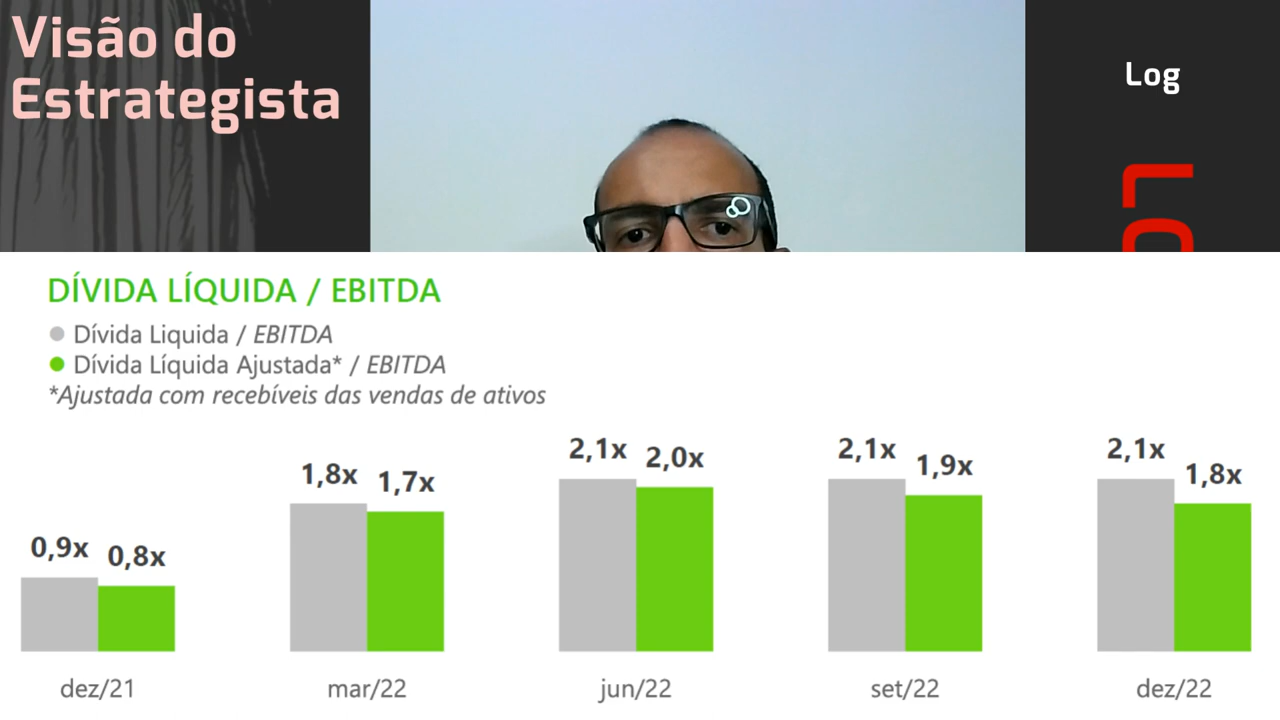 Visão do
Estrategista
Log
LO
DÍVIDA LÍQUIDA / EBITDA
Dívida Liquida / EBITDA
Dívida Líquida Ajustada* / EBITDA
*Ajustada com recebíveis das vendas de ativos
0,9x 0,8x 1,8x 1,7x 2,1x 2,0x 2,1x 1,9x 2,1x 1,8x
dez/21 mar/22 jun/22 set/22 dez/22